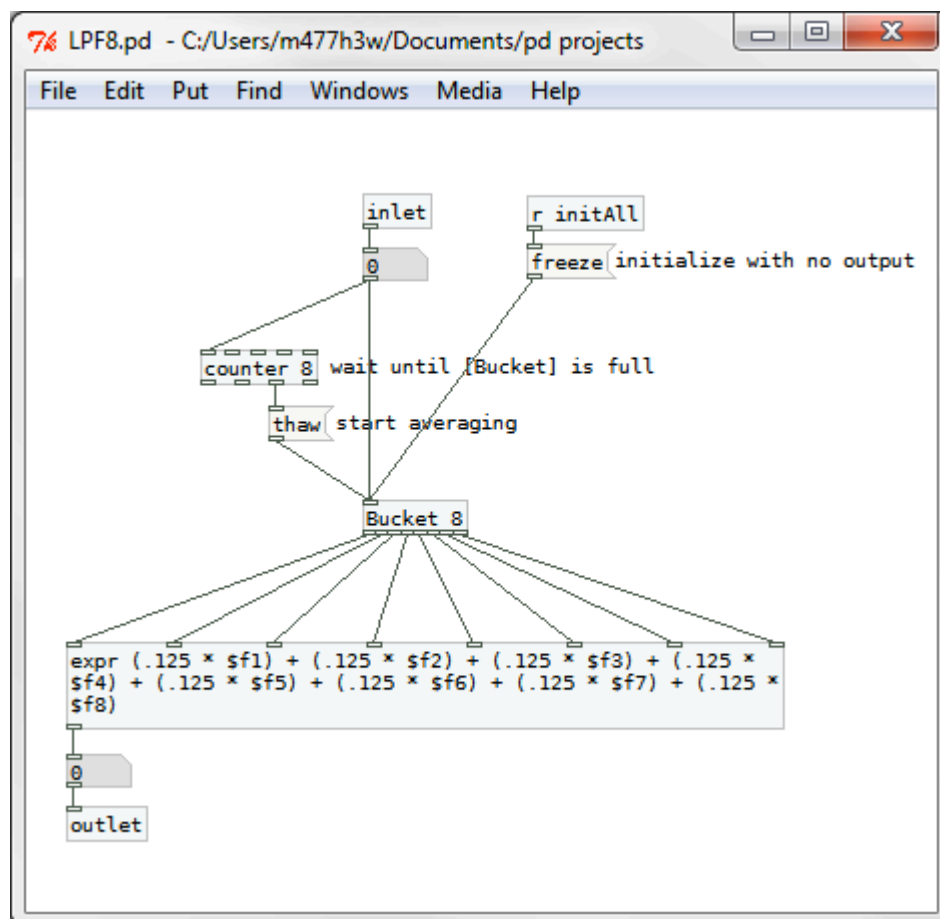 LPF8.pd - C:/Users/m477h3w/Documents/pd projects
File Edit Put Find Windows Media Help
inlet
r initAll
0
freeze
initialize with no output
counter 8
wait until [Bucket] is full
thaw
start averaging
Bucket 8
expr (.125 * $f1) + (.125 * $f2) + (.125 * $f3) + (.125 *
$f4) + (.125 * $f5) + (.125 * $f6) + (.125 * $f7) + (.125 *
$f8)
0
outlet